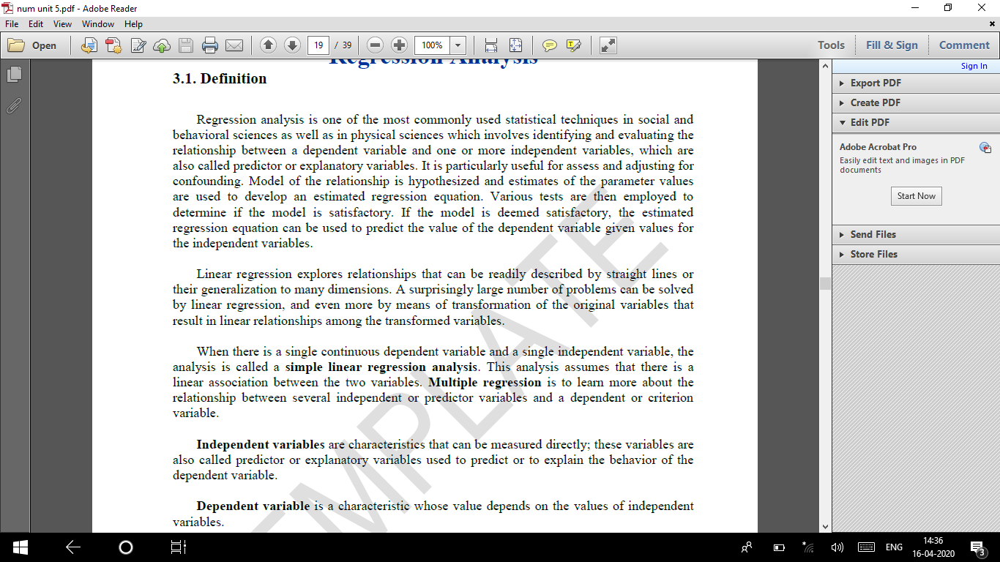 num unit 5.pdf - Adobe Reader
File Edit View Window Help
Open 19 / 39 100% Tools Fill & Sign Comment
Sign In
Regression Analysis
3.1. Definition
Regression analysis is one of the most commonly used statistical techniques in social and
behavioral sciences as well as in physical sciences which involves identifying and evaluating the
relationship between a dependent variable and one or more independent variables, which are
also called predictor or explanatory variables. It is particularly useful for assess and adjusting for
confounding. Model of the relationship is hypothesized and estimates of the parameter values
are used to develop an estimated regression equation. Various tests are then employed to
determine if the model is satisfactory. If the model is deemed satisfactory, the estimated
regression equation can be used to predict the value of the dependent variable given values for
the independent variables.
Linear regression explores relationships that can be readily described by straight lines or
their generalization to many dimensions. A surprisingly large number of problems can be solved
by linear regression, and even more by means of transformation of the original variables that
result in linear relationships among the transformed variables.
When there is a single continuous dependent variable and a single independent variable, the
analysis is called a simple linear regression analysis. This analysis assumes that there is a
linear association between the two variables. Multiple regression is to learn more about the
relationship between several independent or predictor variables and a dependent or criterion
variable.
Independent variables are characteristics that can be measured directly; these variables are
also called predictor or explanatory variables used to predict or to explain the behavior of the
dependent variable.
Dependent variable is a characteristic whose value depends on the values of independent
variables.
EMPLATE
Export PDF
Create PDF
Edit PDF
Adobe Acrobat Pro
Easily edit text and images in PDF
documents
Start Now
Send Files
Store Files
ENG
14:36
16-04-2020
3